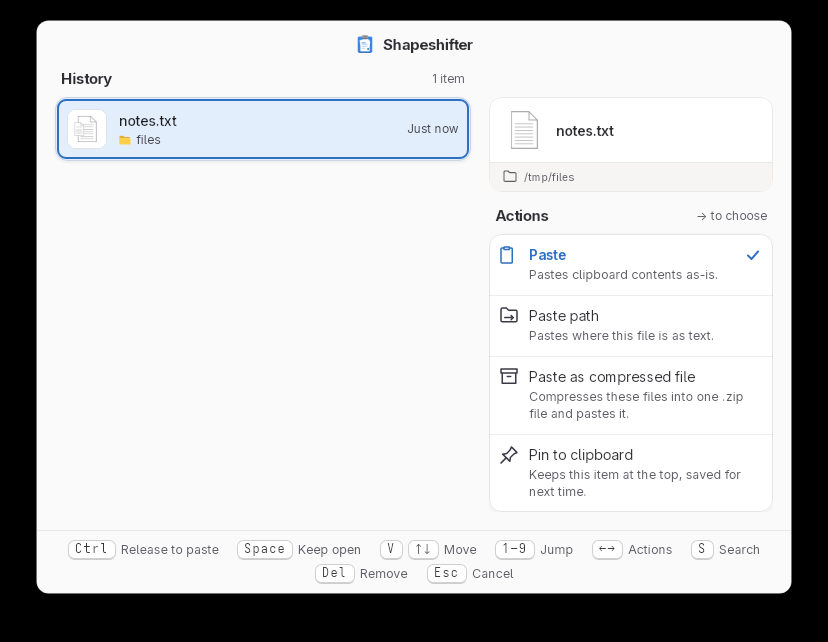 Shapeshifter
History
1 item
notes.txt
files
Just now
notes.txt
/tmp/files
Actions
→ to choose
Paste
Pastes clipboard contents as-is.
Paste path
Pastes where this file is as text.
Paste as compressed file
Compresses these files into one .zip
file and pastes it.
Pin to clipboard
Keeps this item at the top, saved for
next time.
Ctrl Release to paste Space Keep open V ↑↓ Move 1–9 Jump ←→ Actions S Search
Del Remove Esc Cancel